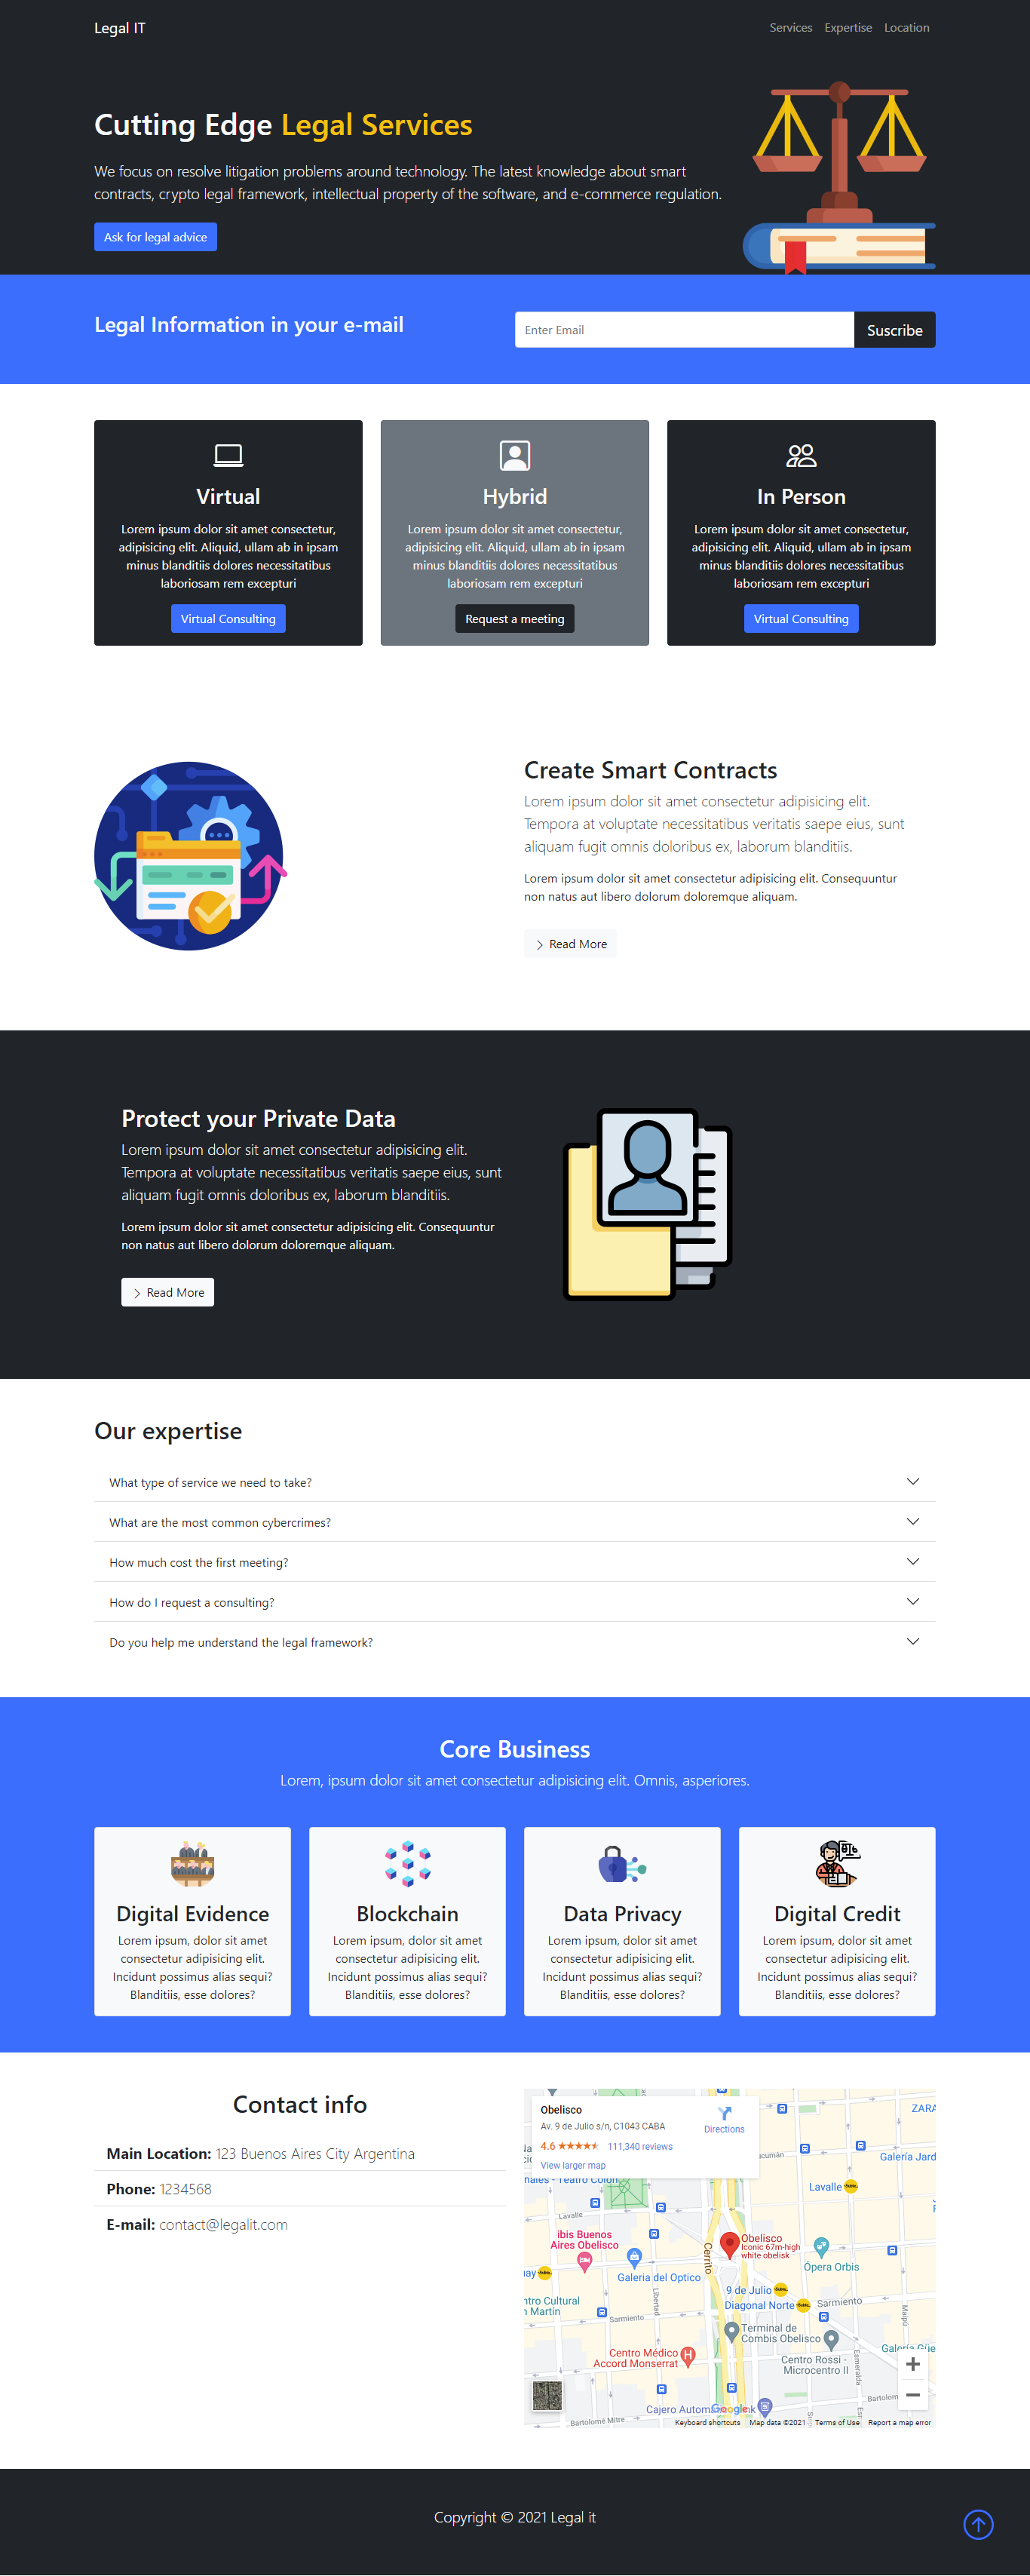 Legal IT
Services Expertise Location
Cutting Edge Legal Services
We focus on resolve litigation problems around technology. The latest knowledge about smart
contracts, crypto legal framework, intellectual property of the software, and e-commerce regulation.
Ask for legal advice
Legal Information in your e-mail
Enter Email
Suscribe
Virtual
Lorem ipsum dolor sit amet consectetur,
adipisicing elit. Aliquid, ullam ab in ipsam
minus blanditiis dolores necessitatibus
laboriosam rem excepturi
Virtual Consulting
Hybrid
Lorem ipsum dolor sit amet consectetur,
adipisicing elit. Aliquid, ullam ab in ipsam
minus blanditiis dolores necessitatibus
laboriosam rem excepturi
Request a meeting
In Person
Lorem ipsum dolor sit amet consectetur,
adipisicing elit. Aliquid, ullam ab in ipsam
minus blanditiis dolores necessitatibus
laboriosam rem excepturi
Virtual Consulting
Create Smart Contracts
Lorem ipsum dolor sit amet consectetur adipisicing elit.
Tempora at voluptate necessitatibus veritatis saepe eius, sunt
aliquam fugit omnis doloribus ex, laborum blanditiis.
Lorem ipsum dolor sit amet consectetur adipisicing elit. Consequuntur
non natus aut libero dolorum doloremque aliquam.
Read More
Protect your Private Data
Lorem ipsum dolor sit amet consectetur adipisicing elit.
Tempora at voluptate necessitatibus veritatis saepe eius, sunt
aliquam fugit omnis doloribus ex, laborum blanditiis.
Lorem ipsum dolor sit amet consectetur adipisicing elit. Consequuntur
non natus aut libero dolorum doloremque aliquam.
Read More
Our expertise
What type of service we need to take?
What are the most common cybercrimes?
How much cost the first meeting?
How do I request a consulting?
Do you help me understand the legal framework?
Core Business
Lorem, ipsum dolor sit amet consectetur adipisicing elit. Omnis, asperiores.
Digital Evidence
Lorem ipsum, dolor sit amet
consectetur adipisicing elit.
Incidunt possimus alias sequi?
Blanditiis, esse dolores?
Blockchain
Lorem ipsum, dolor sit amet
consectetur adipisicing elit.
Incidunt possimus alias sequi?
Blanditiis, esse dolores?
Data Privacy
Lorem ipsum, dolor sit amet
consectetur adipisicing elit.
Incidunt possimus alias sequi?
Blanditiis, esse dolores?
Digital Credit
Lorem ipsum, dolor sit amet
consectetur adipisicing elit.
Incidunt possimus alias sequi?
Blanditiis, esse dolores?
Contact info
Main Location: 123 Buenos Aires City Argentina
Phone: 1234568
E-mail: contact@legalit.com
Obelisco
Av. 9 de Julio s/n, C1043 CABA
Directions
4.6 111,340 reviews
View larger map
ZARA
Galería Jard
Lavalle
Lavalle
ibis Buenos
Aires Obelisco
Galeria del Optico
Cerrito
Obelisco
Iconic 67m-high
white obelisk
Ópera Orbis
9 de Julio
Diagonal Norte
Sarmiento
ntro Cultural
n Martín
Sarmiento
Libertad
Maipú
Esmeralda
Terminal de
Combis Obelisco
Centro Médico
Accord Monserrat
Centro Rossi -
Microcentro II
Galería Güe
Bartolom
Bartolomé Mitre
Cajero Automa
Google
Keyboard shortcuts Map data ©2021 Terms of Use Report a map error
Copyright © 2021 Legal it